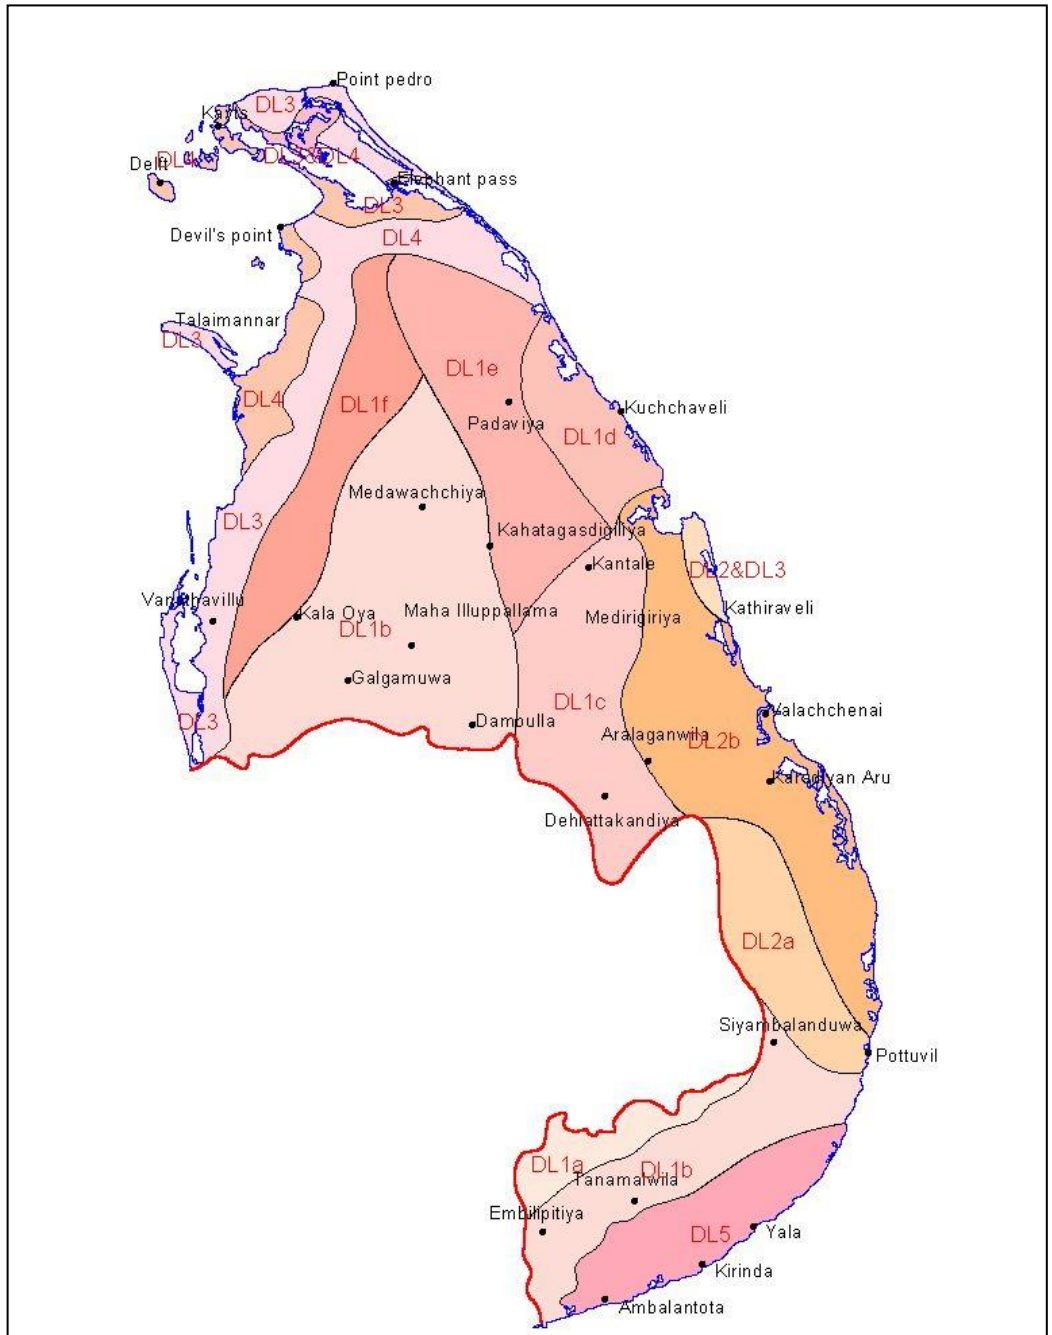 Point pedro
DL3
Kayts
DL3&DL4
Delft
DL4
Elephant pass
DL3
Devil's point
DL4
Talaimannar
DL3
DL1e
DL4
DL1f
Padaviya
Kuchchaveli
DL1d
Medawachchiya
DL3
Kahatagasdigiliya
Kantale
DL2&DL3
Vanathavillu
Kala Oya
DL1b
Maha Illuppallama
Medirigiriya
Kathiraveli
Galgamuwa
DL1c
DL3
Dambulla
Valachchenai
Aralaganwila
DL2b
Karadiyan Aru
Dehiattakandiya
DL2a
Siyambalanduwa
Pottuvil
DL1a
DL1b
Tanamalwila
Embilipitiya
DL5
Yala
Kirinda
Ambalantota